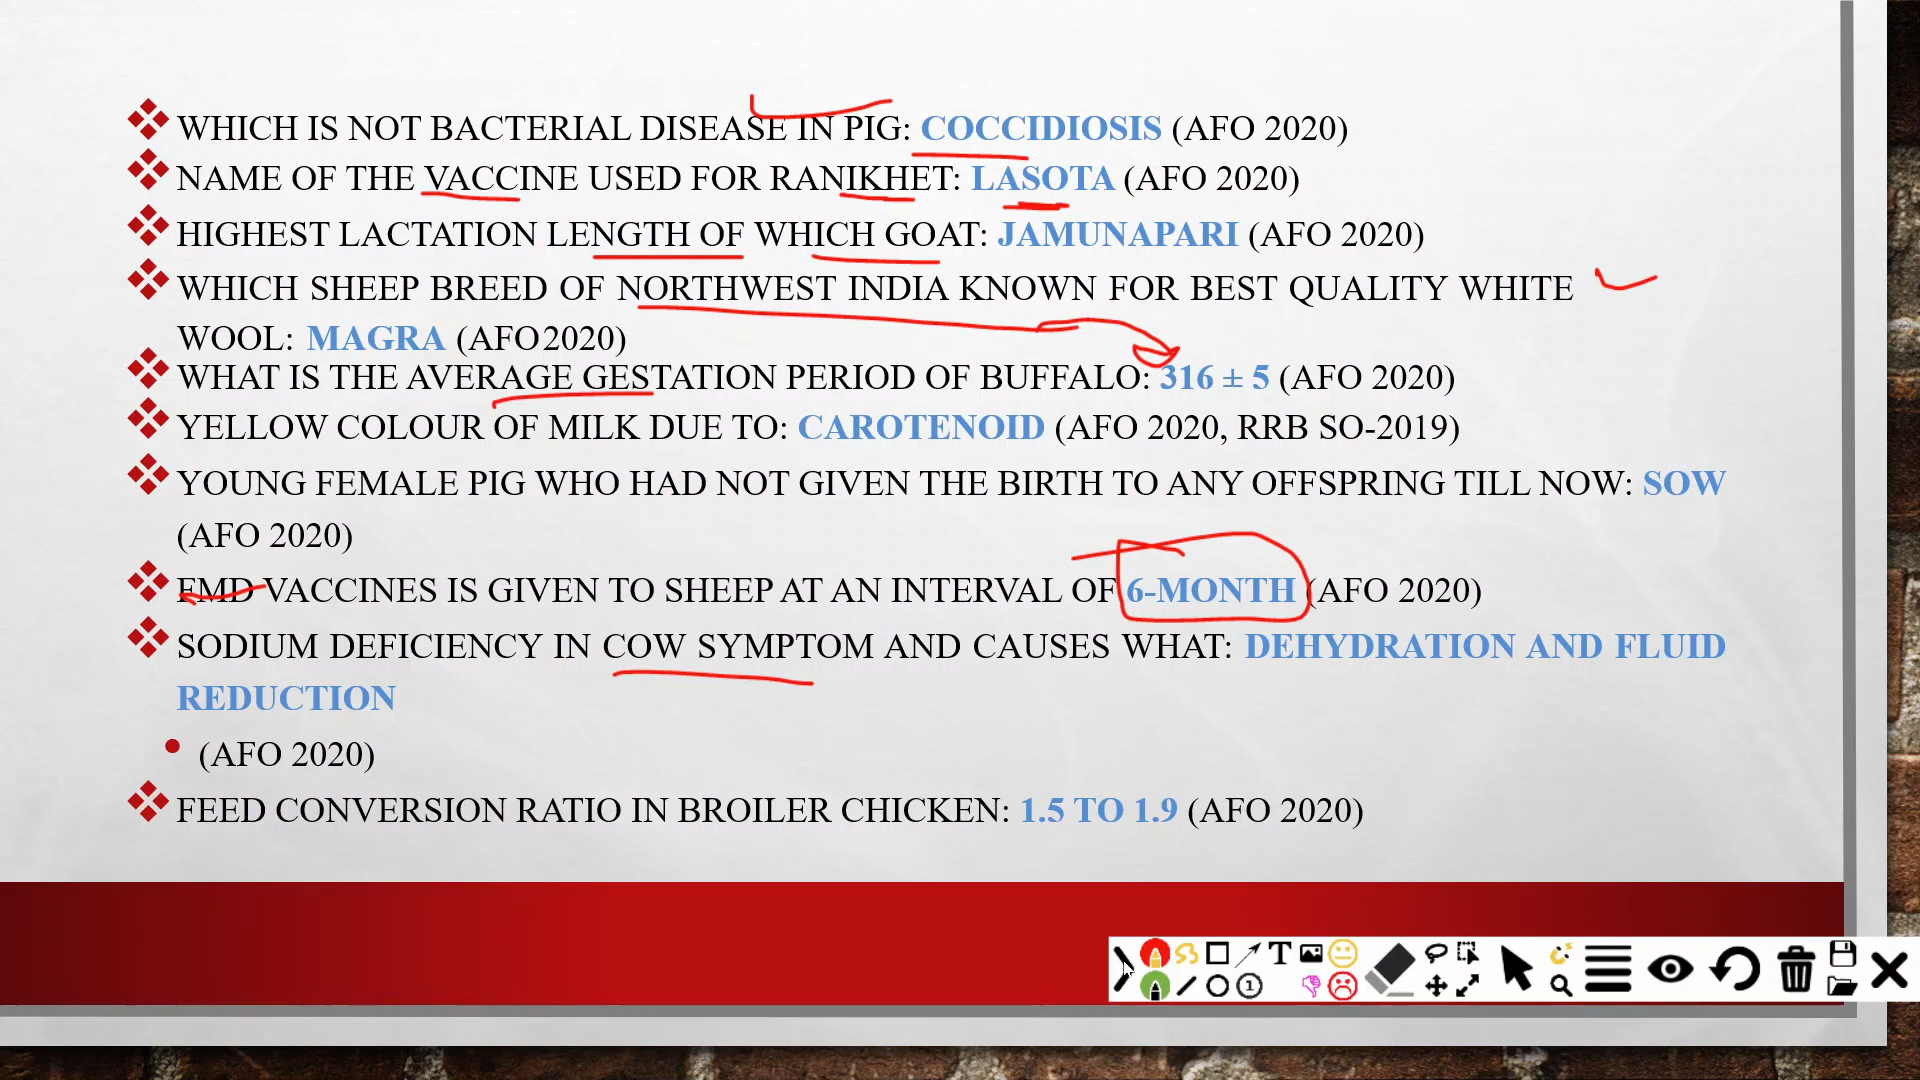 WHICH IS NOT BACTERIAL DISEASE IN PIG: COCCIDIOSIS (AFO 2020)
NAME OF THE VACCINE USED FOR RANIKHET: LASOTA (AFO 2020)
HIGHEST LACTATION LENGTH OF WHICH GOAT: JAMUNAPARI (AFO 2020)
WHICH SHEEP BREED OF NORTHWEST INDIA KNOWN FOR BEST QUALITY WHITE
WOOL: MAGRA (AFO2020)
WHAT IS THE AVERAGE GESTATION PERIOD OF BUFFALO: 316 ± 5 (AFO 2020)
YELLOW COLOUR OF MILK DUE TO: CAROTENOID (AFO 2020, RRB SO-2019)
YOUNG FEMALE PIG WHO HAD NOT GIVEN THE BIRTH TO ANY OFFSPRING TILL NOW: SOW
(AFO 2020)
FMD VACCINES IS GIVEN TO SHEEP AT AN INTERVAL OF 6-MONTH (AFO 2020)
SODIUM DEFICIENCY IN COW SYMPTOM AND CAUSES WHAT: DEHYDRATION AND FLUID
REDUCTION
(AFO 2020)
FEED CONVERSION RATIO IN BROILER CHICKEN: 1.5 TO 1.9 (AFO 2020)